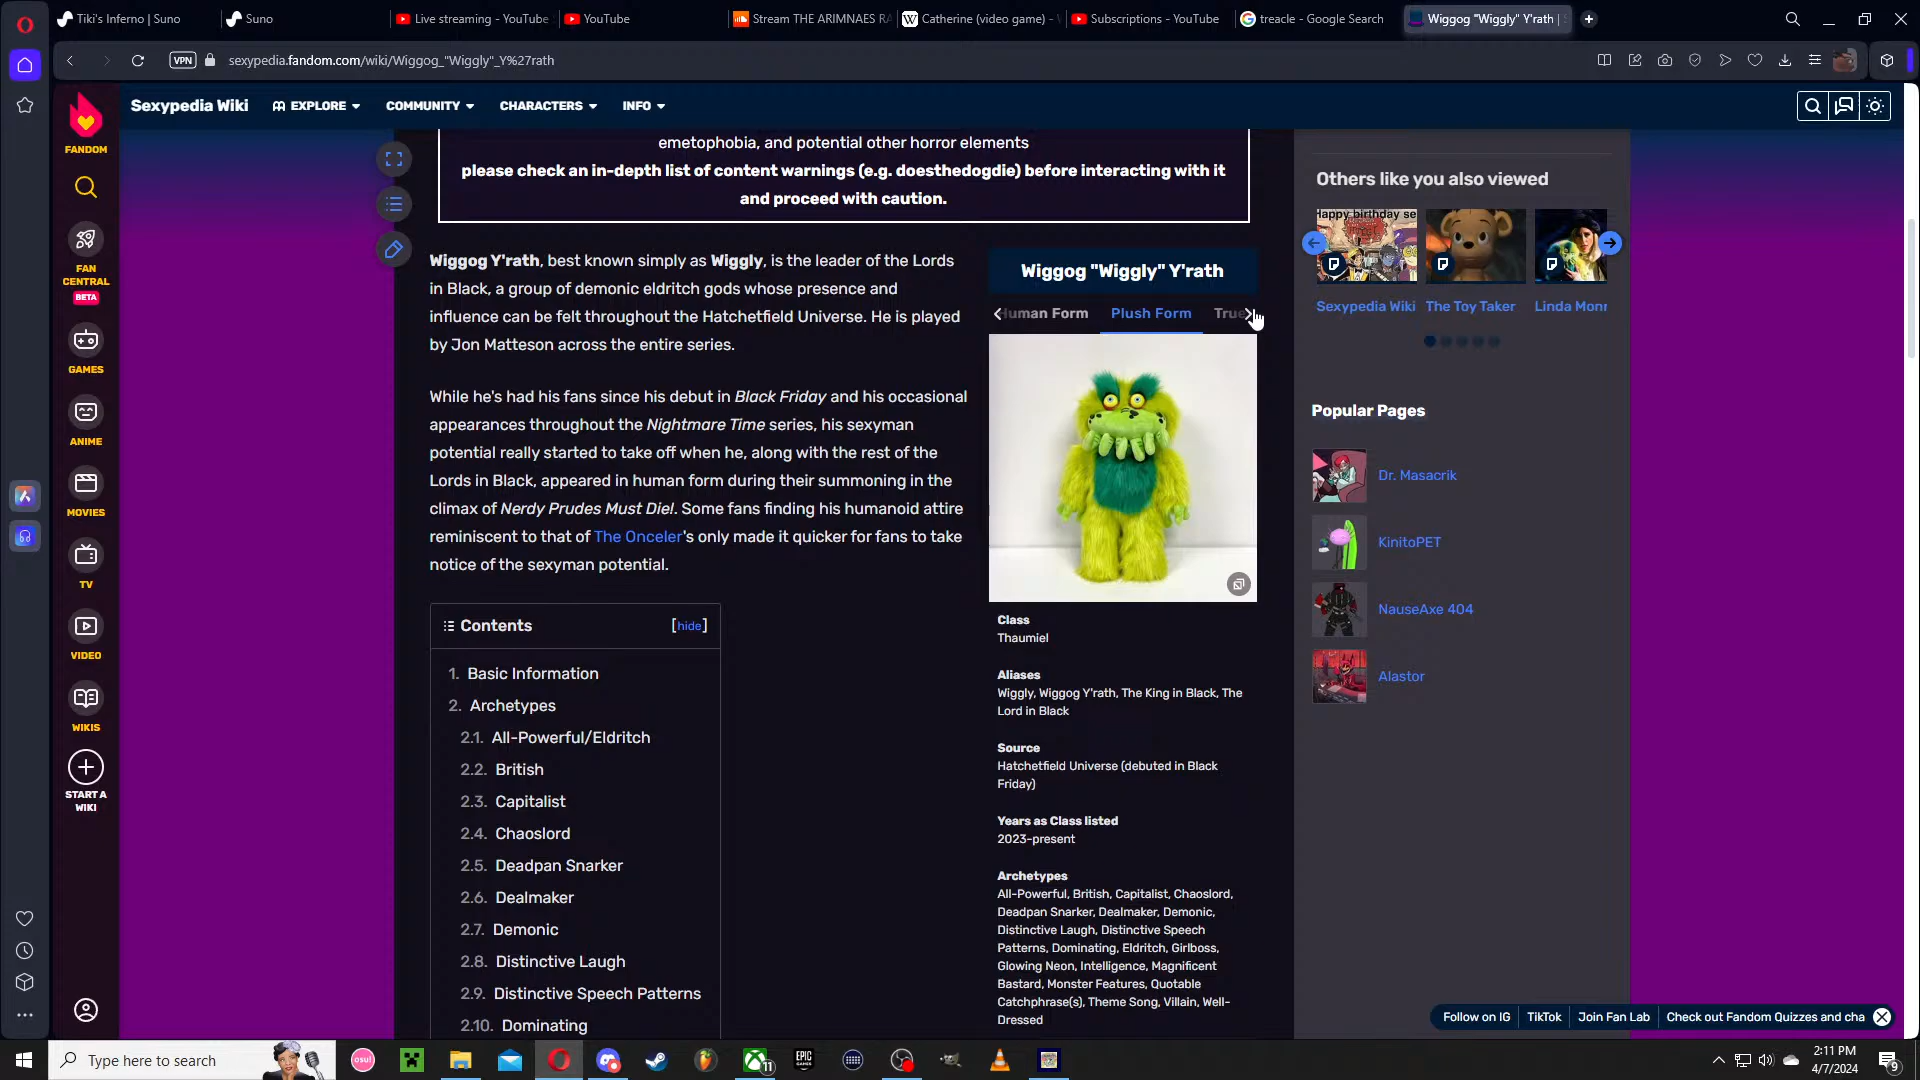 Tiki's Inferno | Suno
Suno
Live streaming - YouTube
YouTube
Stream THE ARIMNAES RA
Catherine (video game) -
Subscriptions - YouTube
treacle - Google Search
Wiggog "Wiggly" Y'rath |
VPN
sexypedia.fandom.com/wiki/Wiggog_"Wiggly"_Y%27rath
Sexypedia Wiki
EXPLORE
COMMUNITY
CHARACTERS
INFO
FANDOM
FAN
CENTRAL
BETA
GAMES
ANIME
MOVIES
TV
VIDEO
WIKIS
START A
WIKI
emetophobia, and potential other horror elements
please check an in-depth list of content warnings (e.g. doesthedogdie) before interacting with it
and proceed with caution.
Wiggog Y'rath, best known simply as Wiggly, is the leader of the Lords
in Black, a group of demonic eldritch gods whose presence and
influence can be felt throughout the Hatchetfield Universe. He is played
by Jon Matteson across the entire series.
While he's had his fans since his debut in Black Friday and his occasional
appearances throughout the Nightmare Time series, his sexyman
potential really started to take off when he, along with the rest of the
Lords in Black, appeared in human form during their summoning in the
climax of Nerdy Prudes Must Die!. Some fans finding his humanoid attire
reminiscent to that of The Onceler's only made it quicker for fans to take
notice of the sexyman potential.
Contents [hide]
1. Basic Information
2. Archetypes
2.1. All-Powerful/Eldritch
2.2. British
2.3. Capitalist
2.4. Chaoslord
2.5. Deadpan Snarker
2.6. Dealmaker
2.7. Demonic
2.8. Distinctive Laugh
2.9. Distinctive Speech Patterns
2.10. Dominating
Wiggog "Wiggly" Y'rath
Human Form Plush Form True
Class
Thaumiel
Aliases
Wiggly, Wiggog Y'rath, The King in Black, The
Lord in Black
Source
Hatchetfield Universe (debuted in Black
Friday)
Years as Class listed
2023-present
Archetypes
All-Powerful, British, Capitalist, Chaoslord,
Deadpan Snarker, Dealmaker, Demonic,
Distinctive Laugh, Distinctive Speech
Patterns, Dominating, Eldritch, Girlboss,
Glowing Neon, Intelligence, Magnificent
Bastard, Monster Features, Quotable
Catchphrase(s), Theme Song, Villain, Well-
Dressed
Others like you also viewed
Happy birthday se
Sexypedia Wiki
The Toy Taker
Linda Monr
Popular Pages
Dr. Masacrik
KinitoPET
NauseAxe 404
Alastor
Follow on IG
TikTok
Join Fan Lab
Check out Fandom Quizzes and cha
Type here to search
osu!
11
EPIC
GAMES
2:11 PM
4/7/2024
9